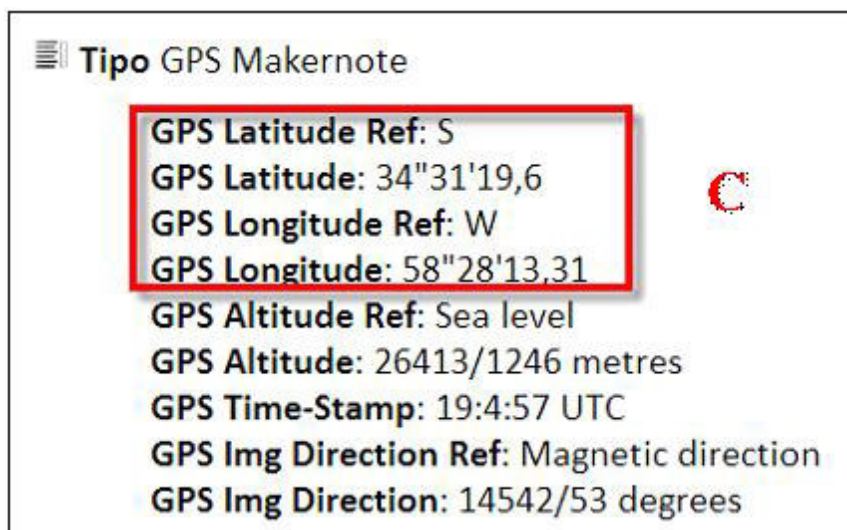 Tipo GPS Makernote
GPS Latitude Ref: S
GPS Latitude: 34"31'19,6
C
GPS Longitude Ref: W
GPS Longitude: 58"28'13,31
GPS Altitude Ref: Sea level
GPS Altitude: 26413/1246 metres
GPS Time-Stamp: 19:4:57 UTC
GPS Img Direction Ref: Magnetic direction
GPS Img Direction: 14542/53 degrees